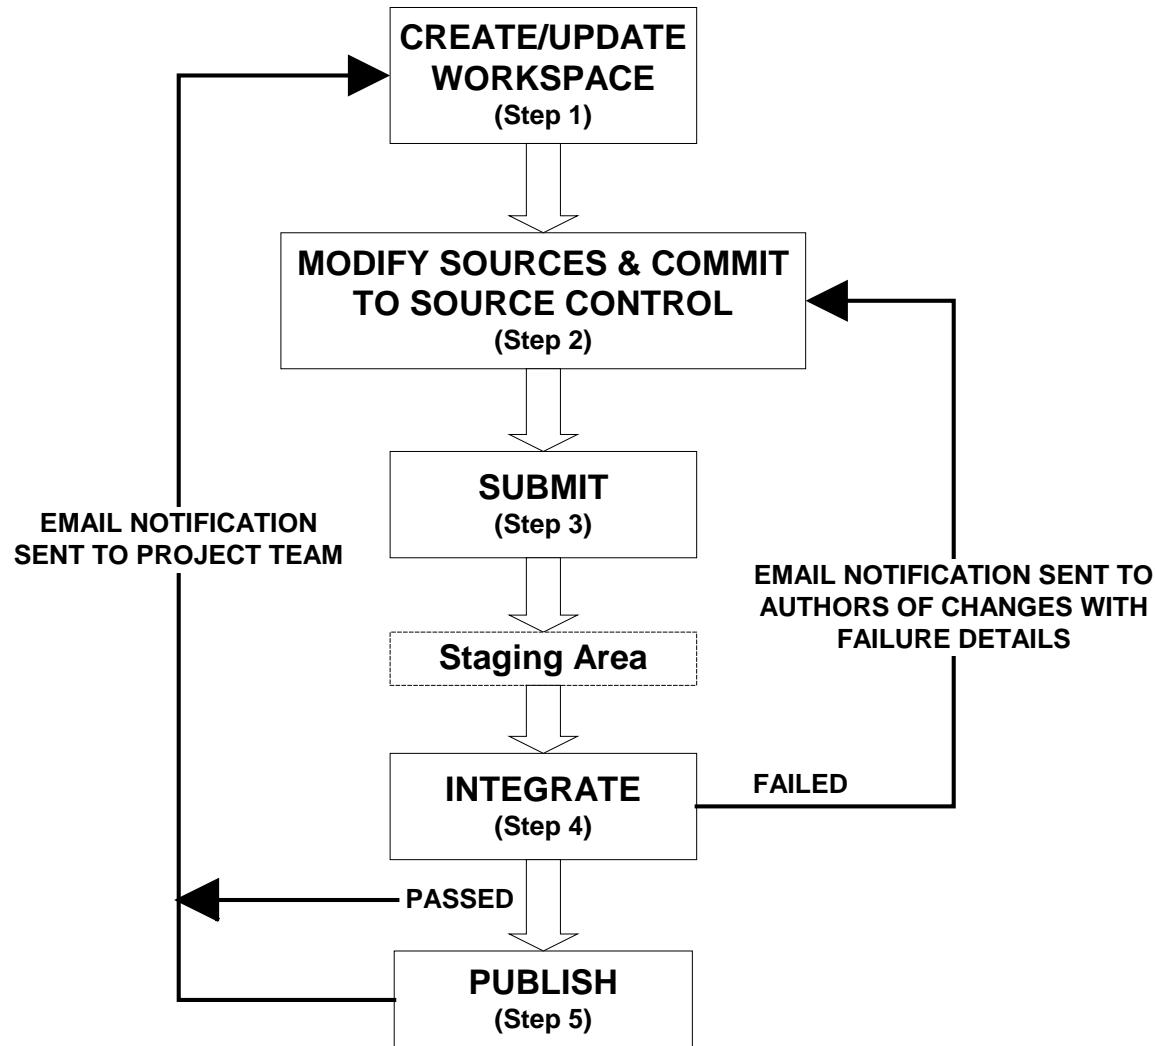 CREATE/UPDATE
WORKSPACE
(Step 1)
MODIFY SOURCES & COMMIT
TO SOURCE CONTROL
(Step 2)
SUBMIT
(Step 3)
EMAIL NOTIFICATION
SENT TO PROJECT TEAM
EMAIL NOTIFICATION SENT TO
AUTHORS OF CHANGES WITH
FAILURE DETAILS
Staging Area
INTEGRATE
(Step 4)
FAILED
PASSED
PUBLISH
(Step 5)